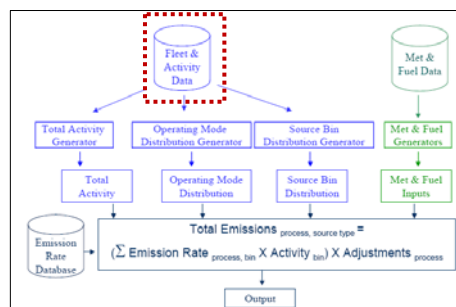 Fleet &
Activity
Data
Met &
Fuel Data
Total Activity
Generator
Operating Mode
Distribution Generator
Source Bin
Distribution Generator
Met & Fuel
Generators
Total
Activity
Operating Mode
Distribution
Source Bin
Distribution
Met & Fuel
Inputs
Emission
Rate
Database
Total Emissions process, source type =
(∑ Emission Rate process, bin X Activity bin) X Adjustments process
Output